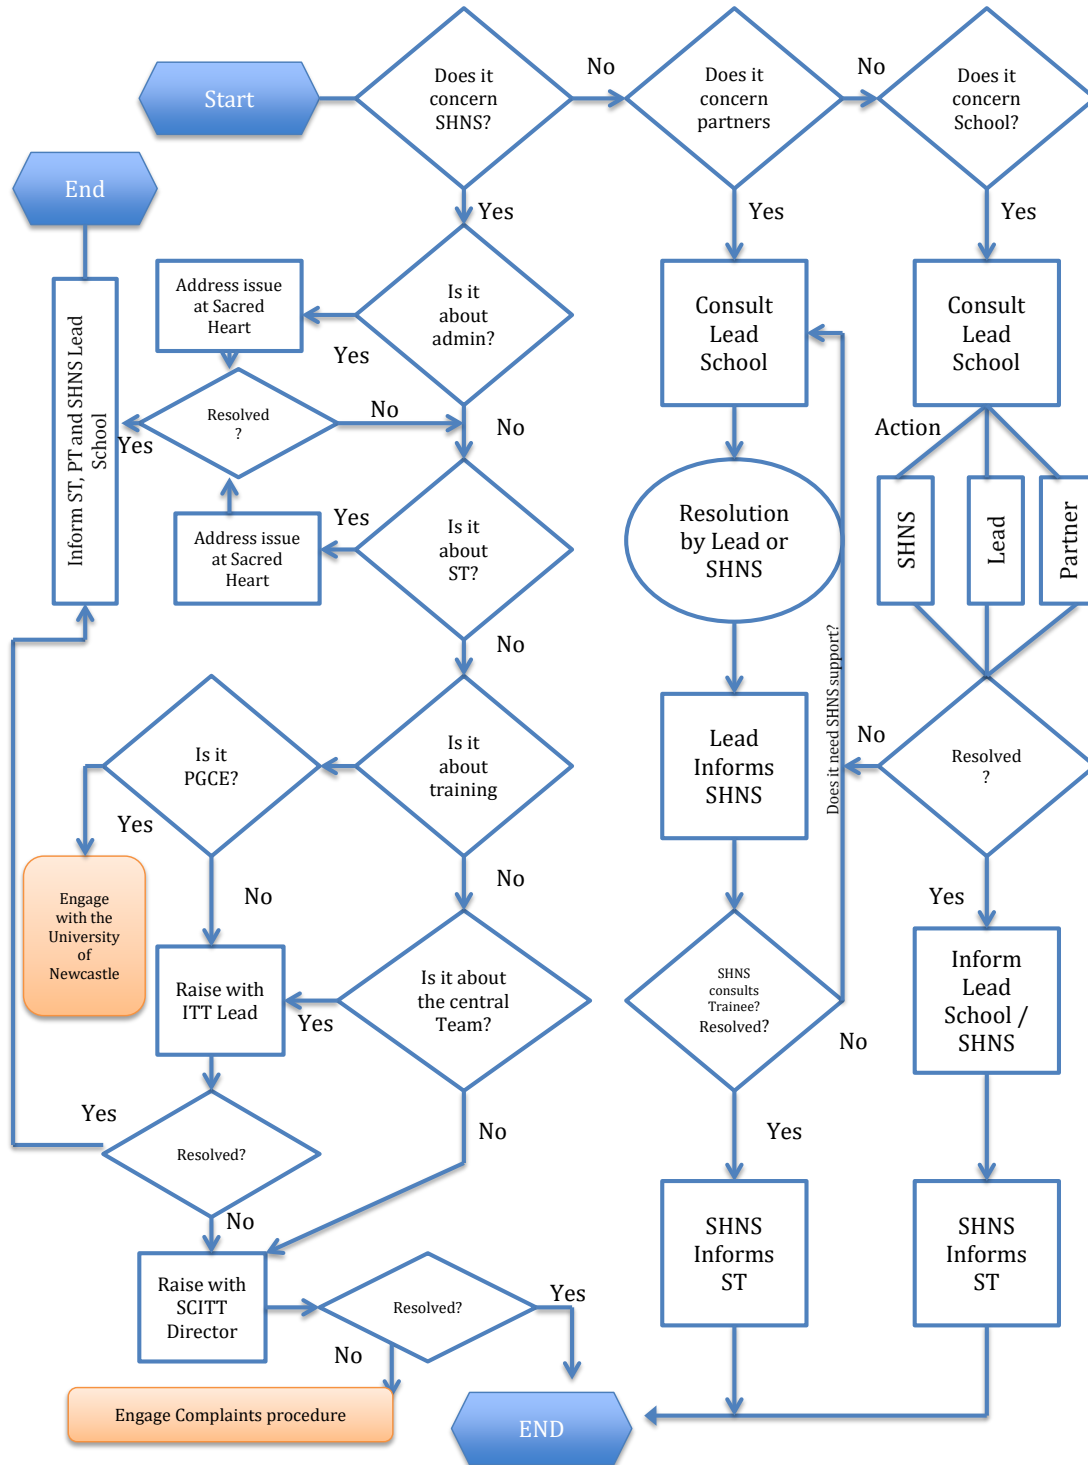 Start
Does it
concern
SHNS?
No
Does it
concern
partners
No
Does it
concern
School?
End
Yes
Yes
Yes
Inform ST, PT and SHNS Lead
School
Address issue
at Sacred
Heart
Is it
about
admin?
Yes
Consult
Lead
School
Consult
Lead
School
Resolved
?
No
Yes
No
Action
Address issue
at Sacred
Heart
Yes
Is it
about
ST?
Resolution
by Lead or
SHNS
SHNS
Lead
Partner
No
Does it need SHNS support?
Is it
PGCE?
Is it
about
training
Lead
Informs
SHNS
No
Resolved
?
Yes
No
No
Yes
Engage
with the
University
of
Newcastle
Raise with
ITT Lead
Yes
Is it about
the central
Team?
SHNS
consults
Trainee?
Resolved?
No
Inform
Lead
School /
SHNS
Yes
Resolved?
No
Yes
No
Raise with
SCITT
Director
Resolved?
Yes
No
SHNS
Informs
ST
SHNS
Informs
ST
Engage Complaints procedure
END